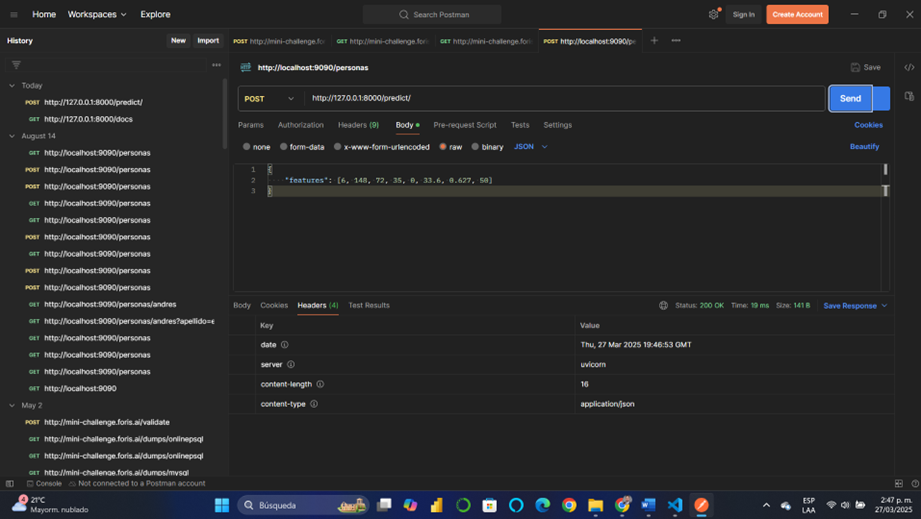 Home Workspaces Explore Search Postman Sign In Create Account
History New Import POST http://mini-challenge.for GET http://mini-challenge.fori GET http://mini-challenge.fori POST http://localhost:9090/pe
http://localhost:9090/personas Save
Today
POST http://127.0.0.1:8000/predict/
GET http://127.0.0.1:8000/docs
POST http://127.0.0.1:8000/predict/ Send
August 14
GET http://localhost:9090/personas
POST http://localhost:9090/personas
POST http://localhost:9090/personas
GET http://localhost:9090/personas
GET http://localhost:9090/personas
POST http://localhost:9090/personas
GET http://localhost:9090/personas
POST http://localhost:9090/personas
POST http://localhost:9090/personas
GET http://localhost:9090/personas/andres
GET http://localhost:9090/personas/andres?apellido=e
GET http://localhost:9090/personas
GET http://localhost:9090/personas
GET http://localhost:9090/personas
GET http://localhost:9090
May 2
POST http://mini-challenge.foris.ai/validate
GET http://mini-challenge.foris.ai/dumps/onlinepsql
GET http://mini-challenge.foris.ai/dumps/onlinepsql
GET http://mini-challenge.foris.ai/dumps/mysql
Params Authorization Headers (9) Body Pre-request Script Tests Settings Cookies
none form-data x-www-form-urlencoded raw binary JSON Beautify
1 {
2 "features": [6, 148, 72, 35, 0, 33.6, 0.627, 50]
3 }
Body Cookies Headers (4) Test Results Status: 200 OK Time: 19 ms Size: 141 B Save Response
Key Value
date Thu, 27 Mar 2025 19:46:53 GMT
server uvicorn
content-length 16
content-type application/json
Console Not connected to a Postman account
4 21°C
Mayorm. nublado
Búsqueda
ESP
LAA
2:47 p. m.
27/03/2025